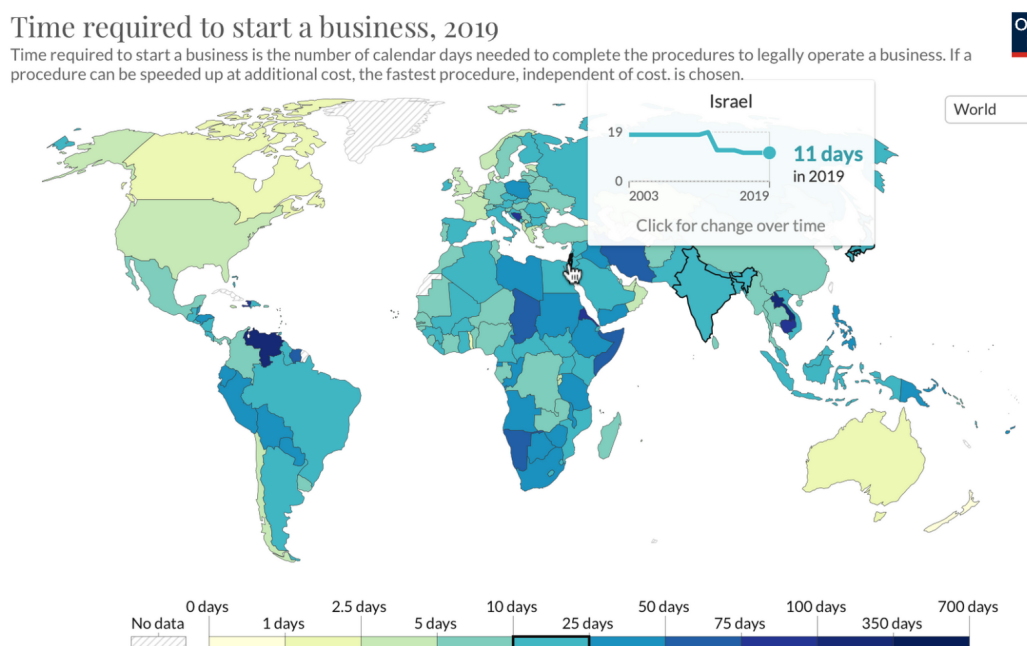 Time required to start a business, 2019
Time required to start a business is the number of calendar days needed to complete the procedures to legally operate a business. If a
procedure can be speeded up at additional cost, the fastest procedure, independent of cost. is chosen.
O
Israel
World
19
11 days
in 2019
0
2003 2019
Click for change over time
0 days 2.5 days 10 days 50 days 100 days 700 days
No data 1 days 5 days 25 days 75 days 350 days